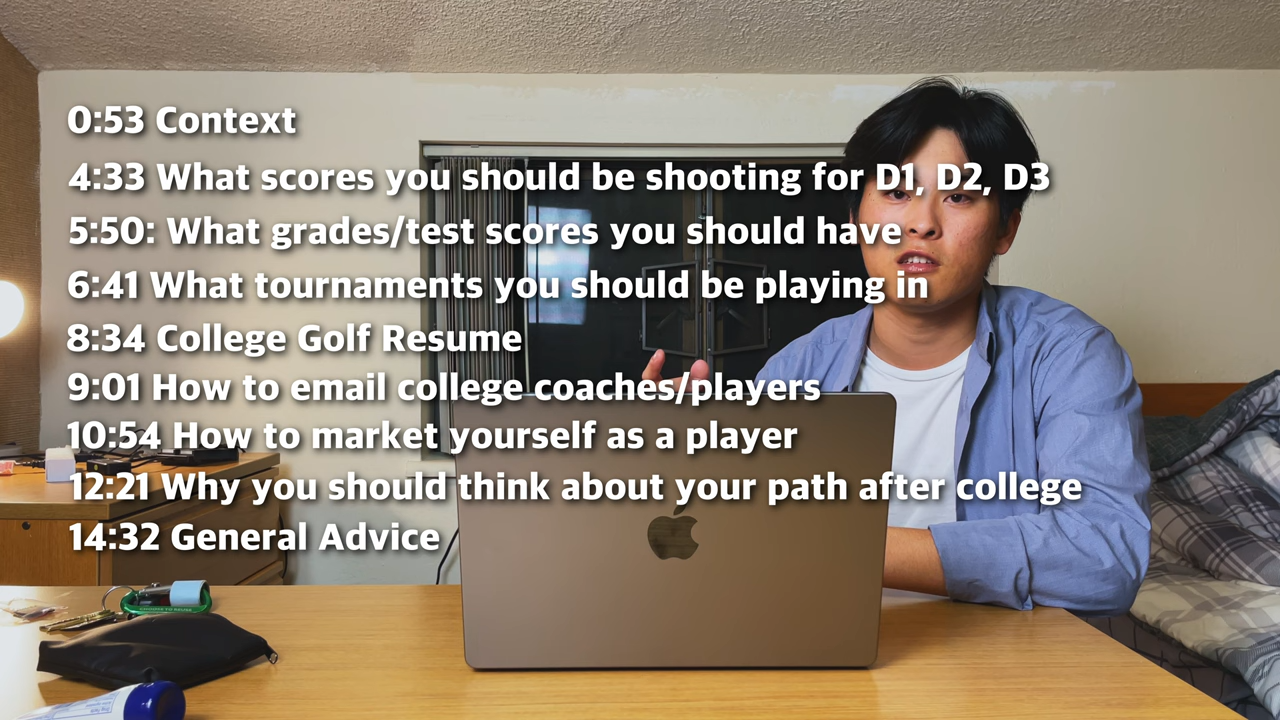 0:53 Context
4:33 What scores you should be shooting for D1, D2, D3
5:50: What grades/test scores you should have
6:41 What tournaments you should be playing in
8:34 College Golf Resume
9:01 How to email college coaches/players
10:54 How to market yourself as a player
12:21 Why you should think about your path after college
14:32 General Advice